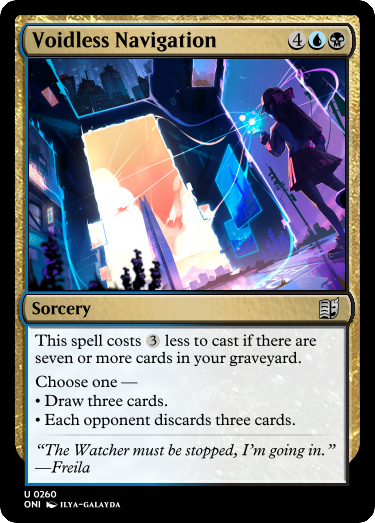 Voidless Navigation 4
Sorcery
This spell costs 3 less to cast if there are
seven or more cards in your graveyard.
Choose one —
• Draw three cards.
• Each opponent discards three cards.
“The Watcher must be stopped, I’m going in.”
—Freila
U 0260
ONI ILYA-GALAYDA